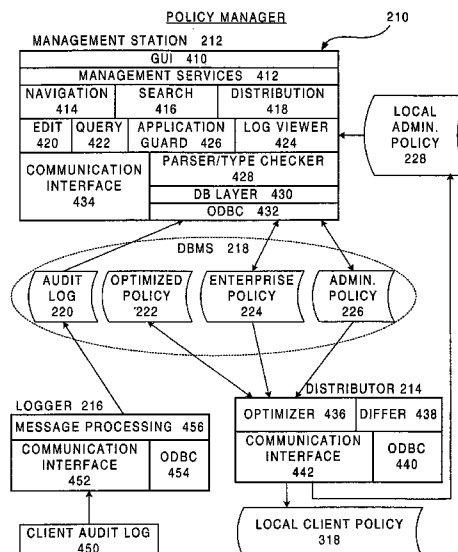 POLICY MANAGER
210
MANAGEMENT STATION 212
GUI 410
MANAGEMENT SERVICES 412
NAVIGATION
414
SEARCH
416
DISTRIBUTION
418
EDIT
420
QUERY
422
APPLICATION
GUARD 426
LOG VIEWER
424
COMMUNICATION
INTERFACE
434
PARSER/TYPE CHECKER
428
DB LAYER 430
ODBC 432
LOCAL
ADMIN.
POLICY
228
DBMS 218
AUDIT
LOG
220
OPTIMIZED
POLICY
222
ENTERPRISE
POLICY
224
ADMIN.
POLICY
226
LOGGER 216
MESSAGE PROCESSING 456
COMMUNICATION
INTERFACE
452
ODBC
454
CLIENT AUDIT LOG
450
DISTRIBUTOR 214
OPTIMIZER 436
DIFFER 438
COMMUNICATION
INTERFACE
442
ODBC
440
LOCAL CLIENT POLICY
318